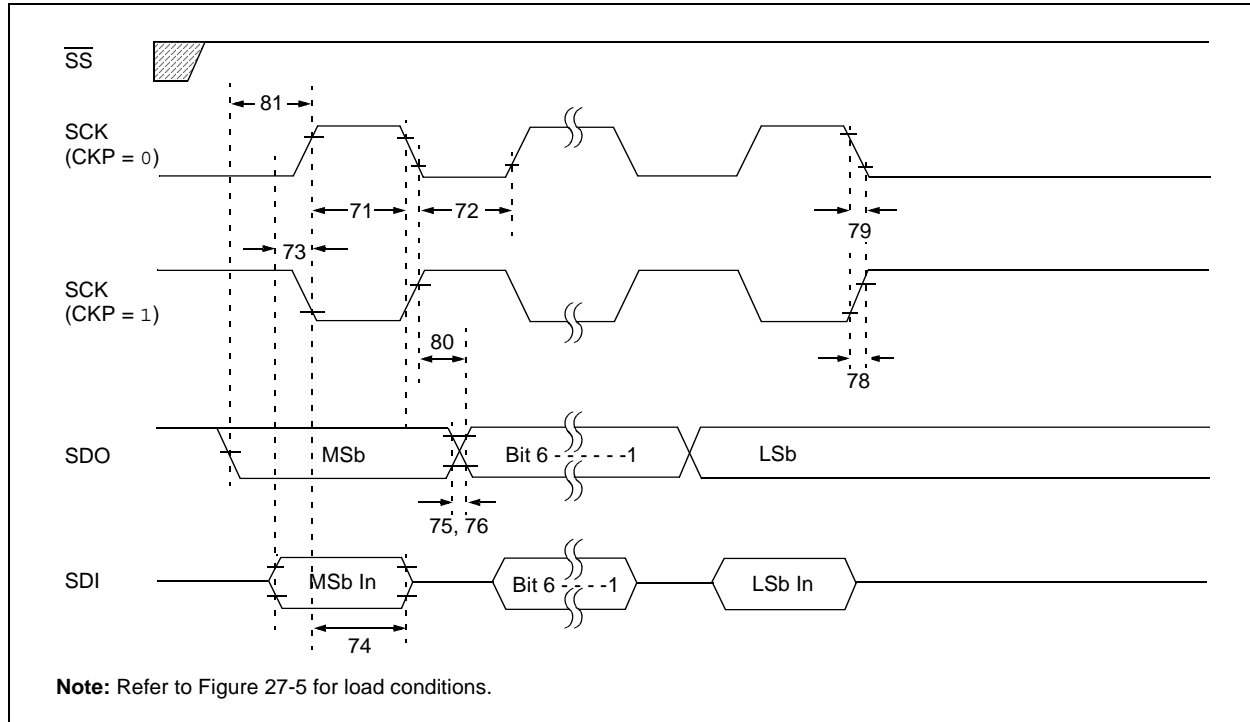 SS
81
SCK
(CKP = 0)
71
72
79
73
SCK
(CKP = 1)
80
78
SDO
MSb
Bit 6 - - - - - - -1
LSb
75, 76
SDI
MSb In
Bit 6 - - - - -1
LSb In
74
Note: Refer to Figure 27-5 for load conditions.